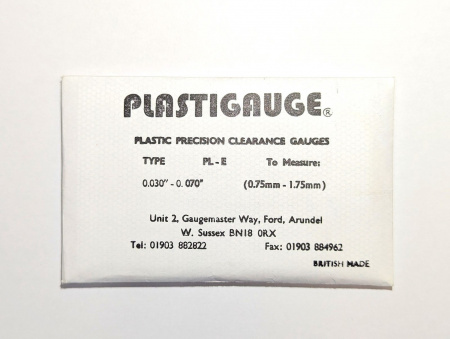 PLASTIGAUGE®
PLASTIC PRECISION CLEARANCE GAUGES
TYPE PL-E To Measure:
0.030" - 0.070" (0.75mm - 1.75mm)
Unit 2, Gaugemaster Way, Ford, Arundel
W. Sussex BN18 0RX
Tel: 01903 882822 Fax: 01903 884962
BRITISH MADE